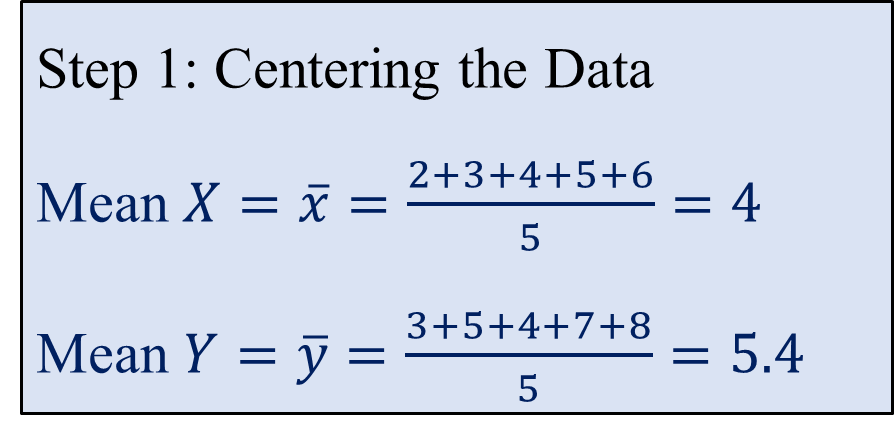 Step 1: Centering the Data
Mean X = x̄ = (2+3+4+5+6)/5 = 4
Mean Y = ȳ = (3+5+4+7+8)/5 = 5.4